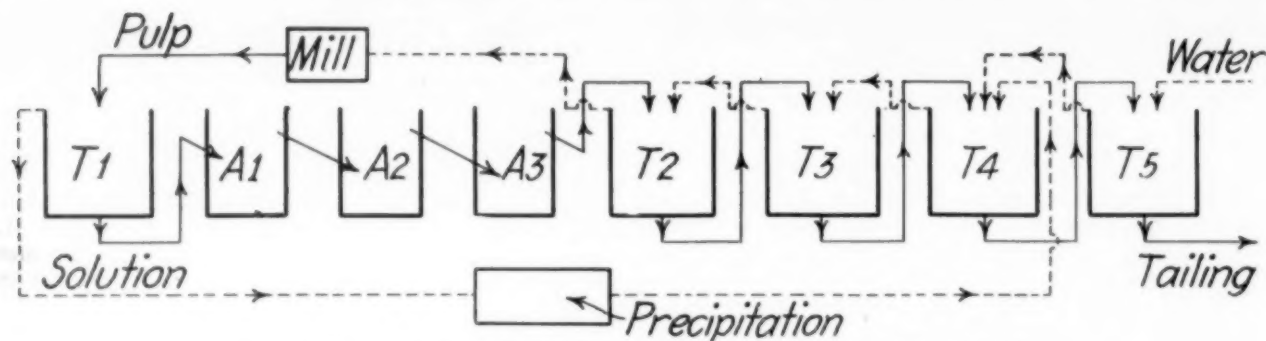 Pulp
Mill
Water
T1
A1
A2
A3
T2
T3
T4
T5
Solution
Precipitation
Tailing